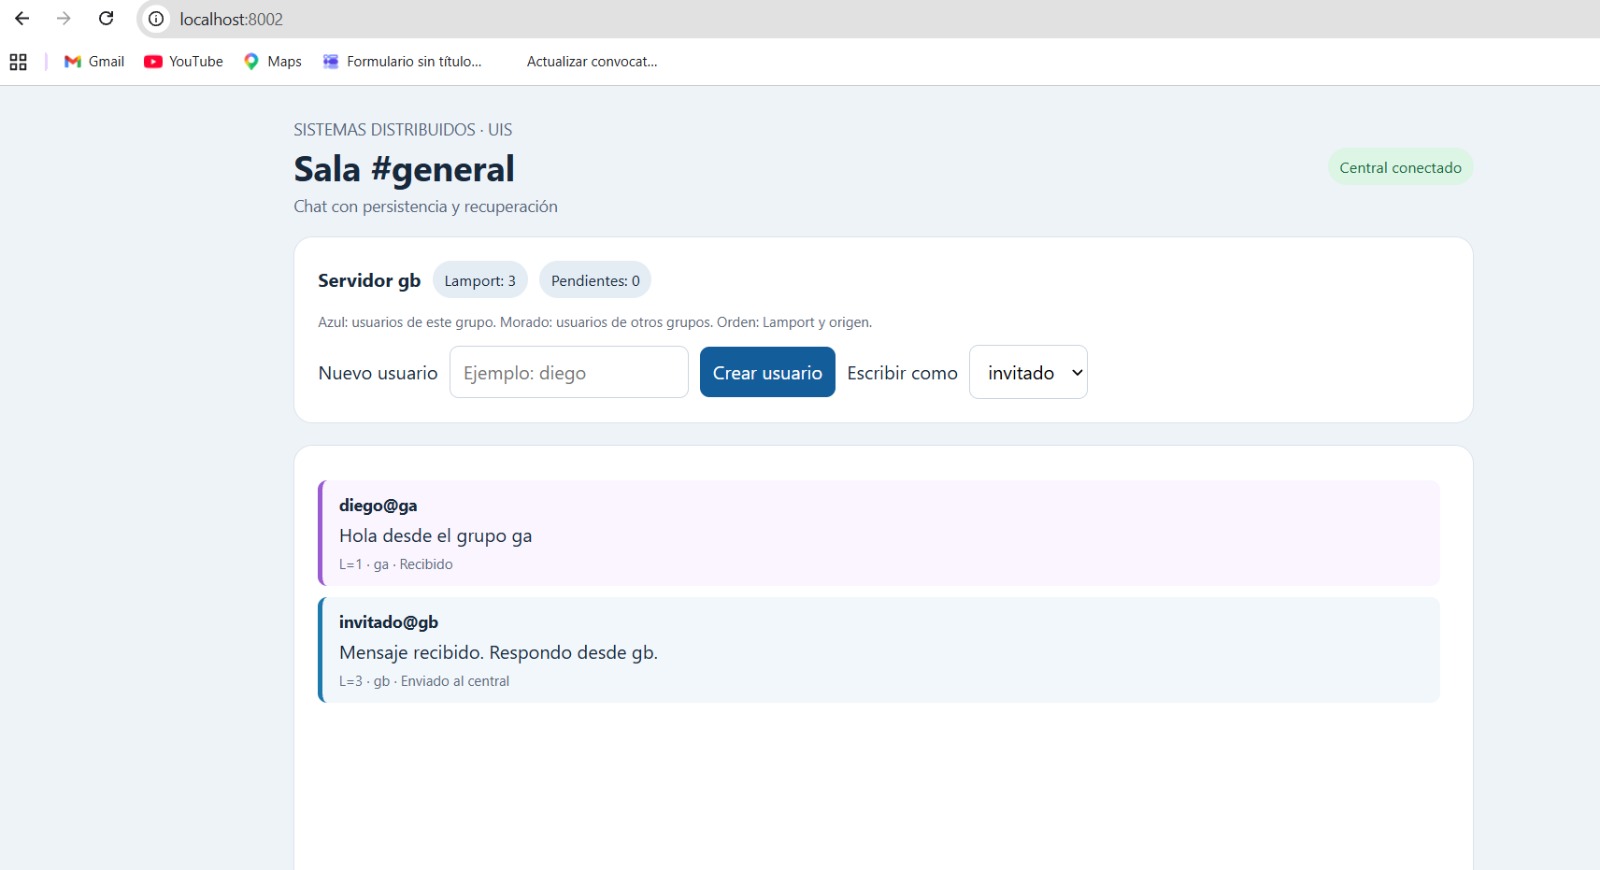 localhost:8002
Gmail YouTube Maps Formulario sin título... Actualizar convocat...
SISTEMAS DISTRIBUIDOS · UIS
Sala #general
Central conectado
Chat con persistencia y recuperación
Servidor gb Lamport: 3 Pendientes: 0
Azul: usuarios de este grupo. Morado: usuarios de otros grupos. Orden: Lamport y origen.
Nuevo usuario Ejemplo: diego Crear usuario Escribir como invitado
diego@ga
Hola desde el grupo ga
L=1 · ga · Recibido
invitado@gb
Mensaje recibido. Respondo desde gb.
L=3 · gb · Enviado al central